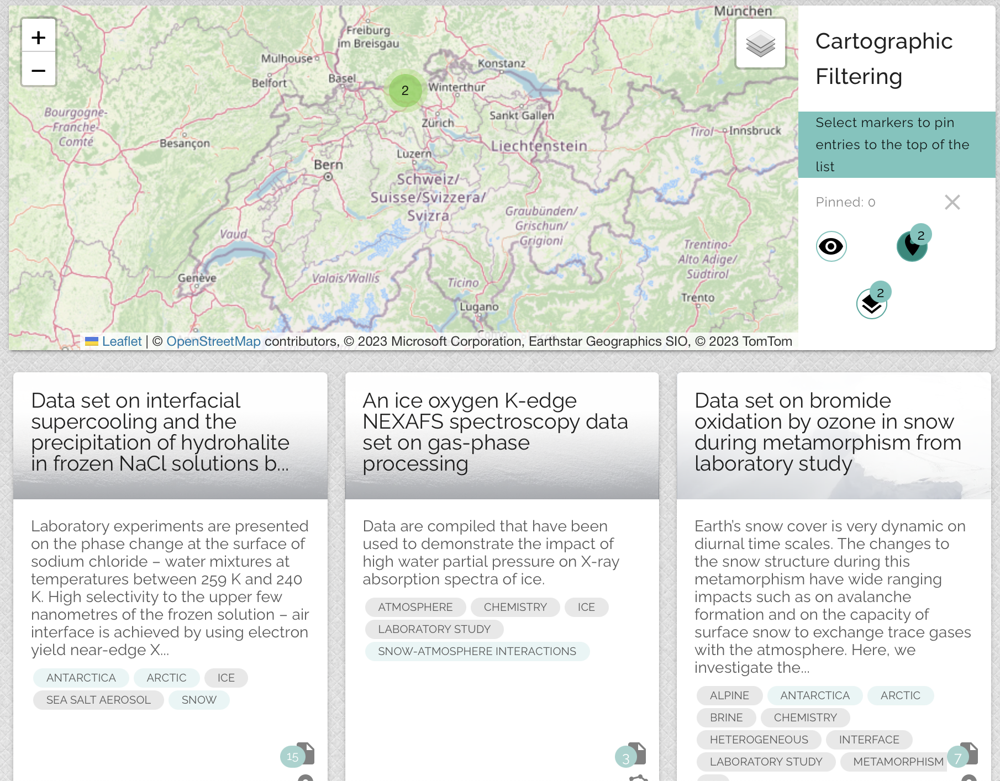 +
−
München
Freiburg
im Breisgau
Mulhouse
Konstanz
Basel
Belfort
2
Winterthur
Bourgogne-
Franche-
Comté
Sankt Gallen
Zürich
Tirol
Innsbruck
Besançon
Liechtenstein
Luzern
Bern
Schweiz/
Suisse/Svizzera/
Svizra
Graubünden/
Grischun/
Grigioni
Vaud
Trentino-
Alto Adige/
Südtirol
Genève
Valais/Wallis
Ticino
Trento
Lugano
Como
Lecco
Leaflet | © OpenStreetMap contributors, © 2023 Microsoft Corporation, Earthstar Geographics SIO, © 2023 TomTom
Cartographic
Filtering
Select markers to pin
entries to the top of the
list
Pinned: 0
2
2
Data set on interfacial
supercooling and the
precipitation of hydrohalite
in frozen NaCl solutions b...
Laboratory experiments are presented
on the phase change at the surface of
sodium chloride – water mixtures at
temperatures between 259 K and 240
K. High selectivity to the upper few
nanometres of the frozen solution – air
interface is achieved by using electron
yield near-edge X...
ANTARCTICA ARCTIC ICE
SEA SALT AEROSOL SNOW
15
An ice oxygen K-edge
NEXAFS spectroscopy data
set on gas-phase
processing
Data are compiled that have been
used to demonstrate the impact of
high water partial pressure on X-ray
absorption spectra of ice.
ATMOSPHERE CHEMISTRY ICE
LABORATORY STUDY
SNOW-ATMOSPHERE INTERACTIONS
3
Data set on bromide
oxidation by ozone in snow
during metamorphism from
laboratory study
Earth's snow cover is very dynamic on
diurnal time scales. The changes to
the snow structure during this
metamorphism have wide ranging
impacts such as on avalanche
formation and on the capacity of
surface snow to exchange trace gases
with the atmosphere. Here, we
investigate the...
ALPINE ANTARCTICA ARCTIC
BRINE CHEMISTRY
HETEROGENEOUS INTERFACE
LABORATORY STUDY METAMORPHISM
7